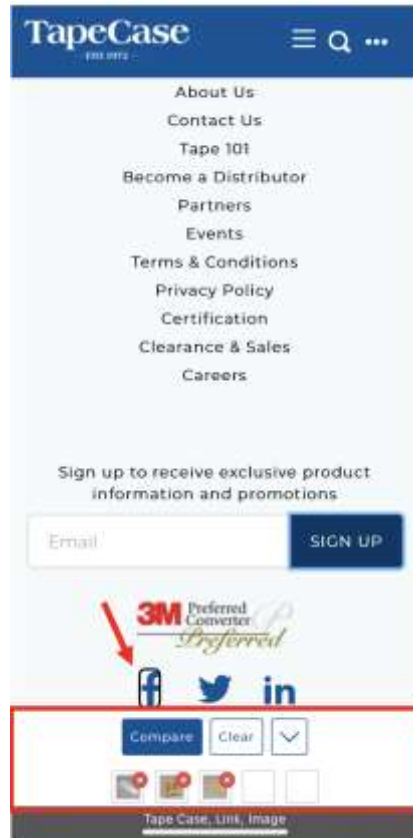 TapeCase
About Us
Contact Us
Tape 101
Become a Distributor
Partners
Events
Terms & Conditions
Privacy Policy
Certification
Clearance & Sales
Careers
Sign up to receive exclusive product
information and promotions
Email
SIGN UP
3M Preferred
Converter
Preferred
Compare
Clear
Tape Case, Link, Image